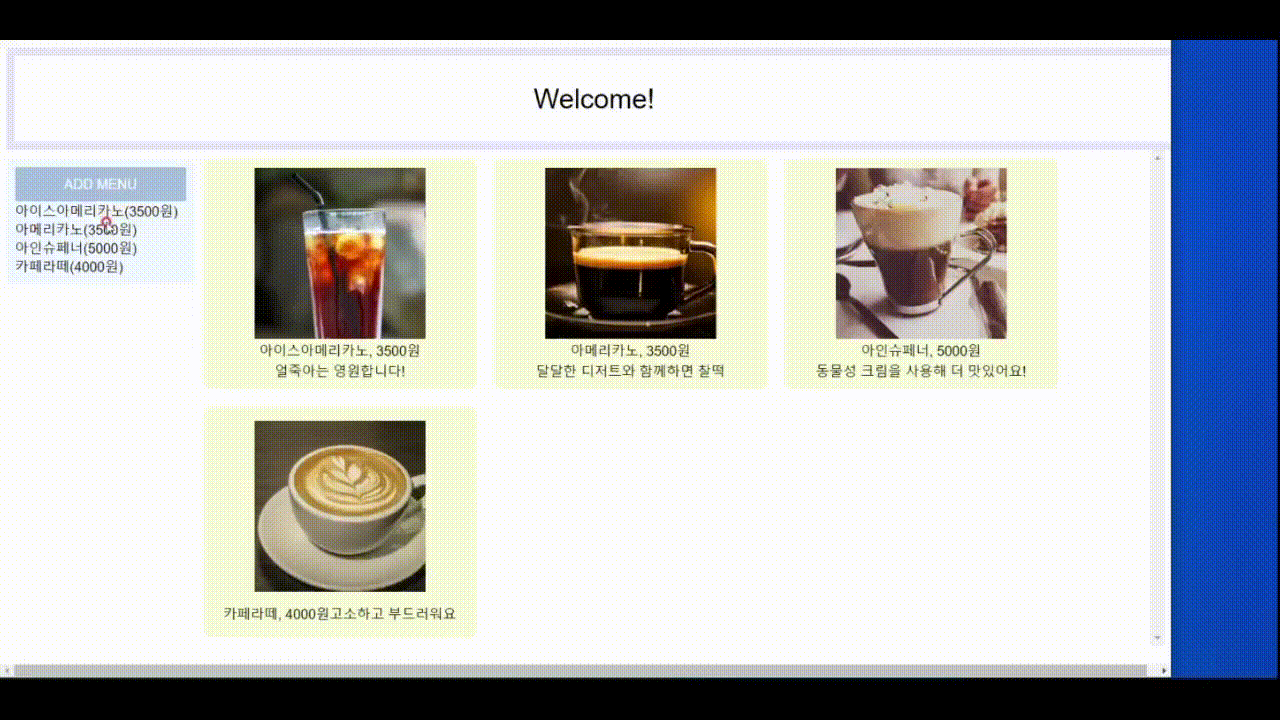 Welcome!
ADD MENU
아이스아메리카노(3500원)
아메리카노(3500원)
아인슈페너(5000원)
카페라떼(4000원)
아이스아메리카노, 3500원
얼죽아는 영원합니다!
아메리카노, 3500원
달달한 디저트와 함께하면 찰떡
아인슈페너, 5000원
동물성 크림을 사용해 더 맛있어요!
카페라떼, 4000원고소하고 부드러워요